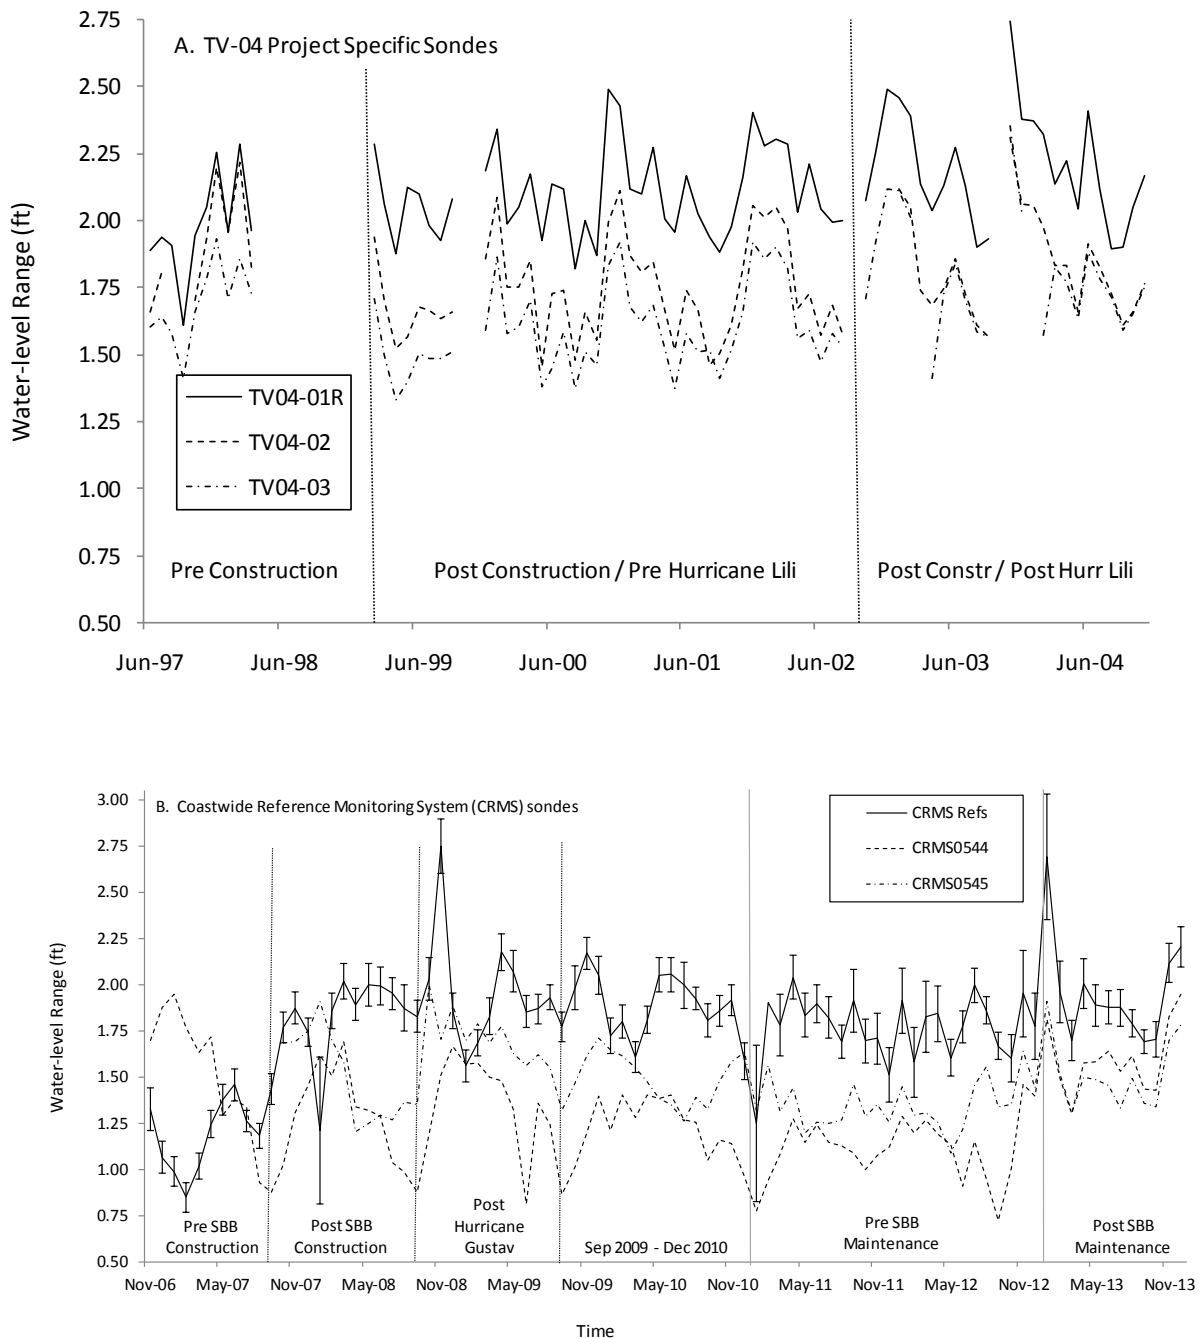 A. TV-04 Project Specific Sondes
2.75
2.50
2.25
2.00
1.75
1.50
1.25
1.00
0.75
0.50
Water-level Range (ft)
TV04-01R
TV04-02
TV04-03
Pre Construction
Post Construction / Pre Hurricane Lili
Post Constr / Post Hurr Lili
Jun-97
Jun-98
Jun-99
Jun-00
Jun-01
Jun-02
Jun-03
Jun-04
B. Coastwide Reference Monitoring System (CRMS) sondes
3.00
2.75
2.50
2.25
2.00
1.75
1.50
1.25
1.00
0.75
0.50
Water-level Range (ft)
CRMS Refs
CRMS0544
CRMS0545
Pre SBB
Construction
Post SBB
Construction
Post
Hurricane
Gustav
Sep 2009 - Dec 2010
Pre SBB
Maintenance
Post SBB
Maintenance
Nov-06
May-07
Nov-07
May-08
Nov-08
May-09
Nov-09
May-10
Nov-10
May-11
Nov-11
May-12
Nov-12
May-13
Nov-13
Time